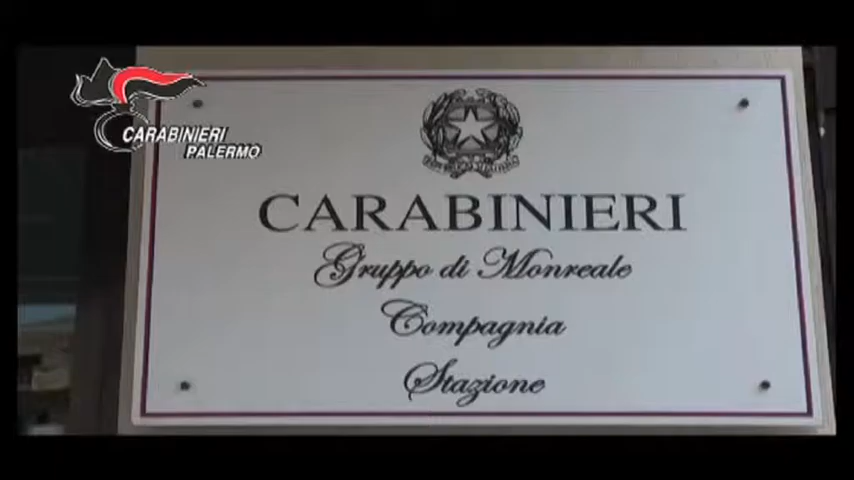 CARABINIERI
PALERMO
CARABINIERI
Gruppo di Monreale
Compagnia
Stazione